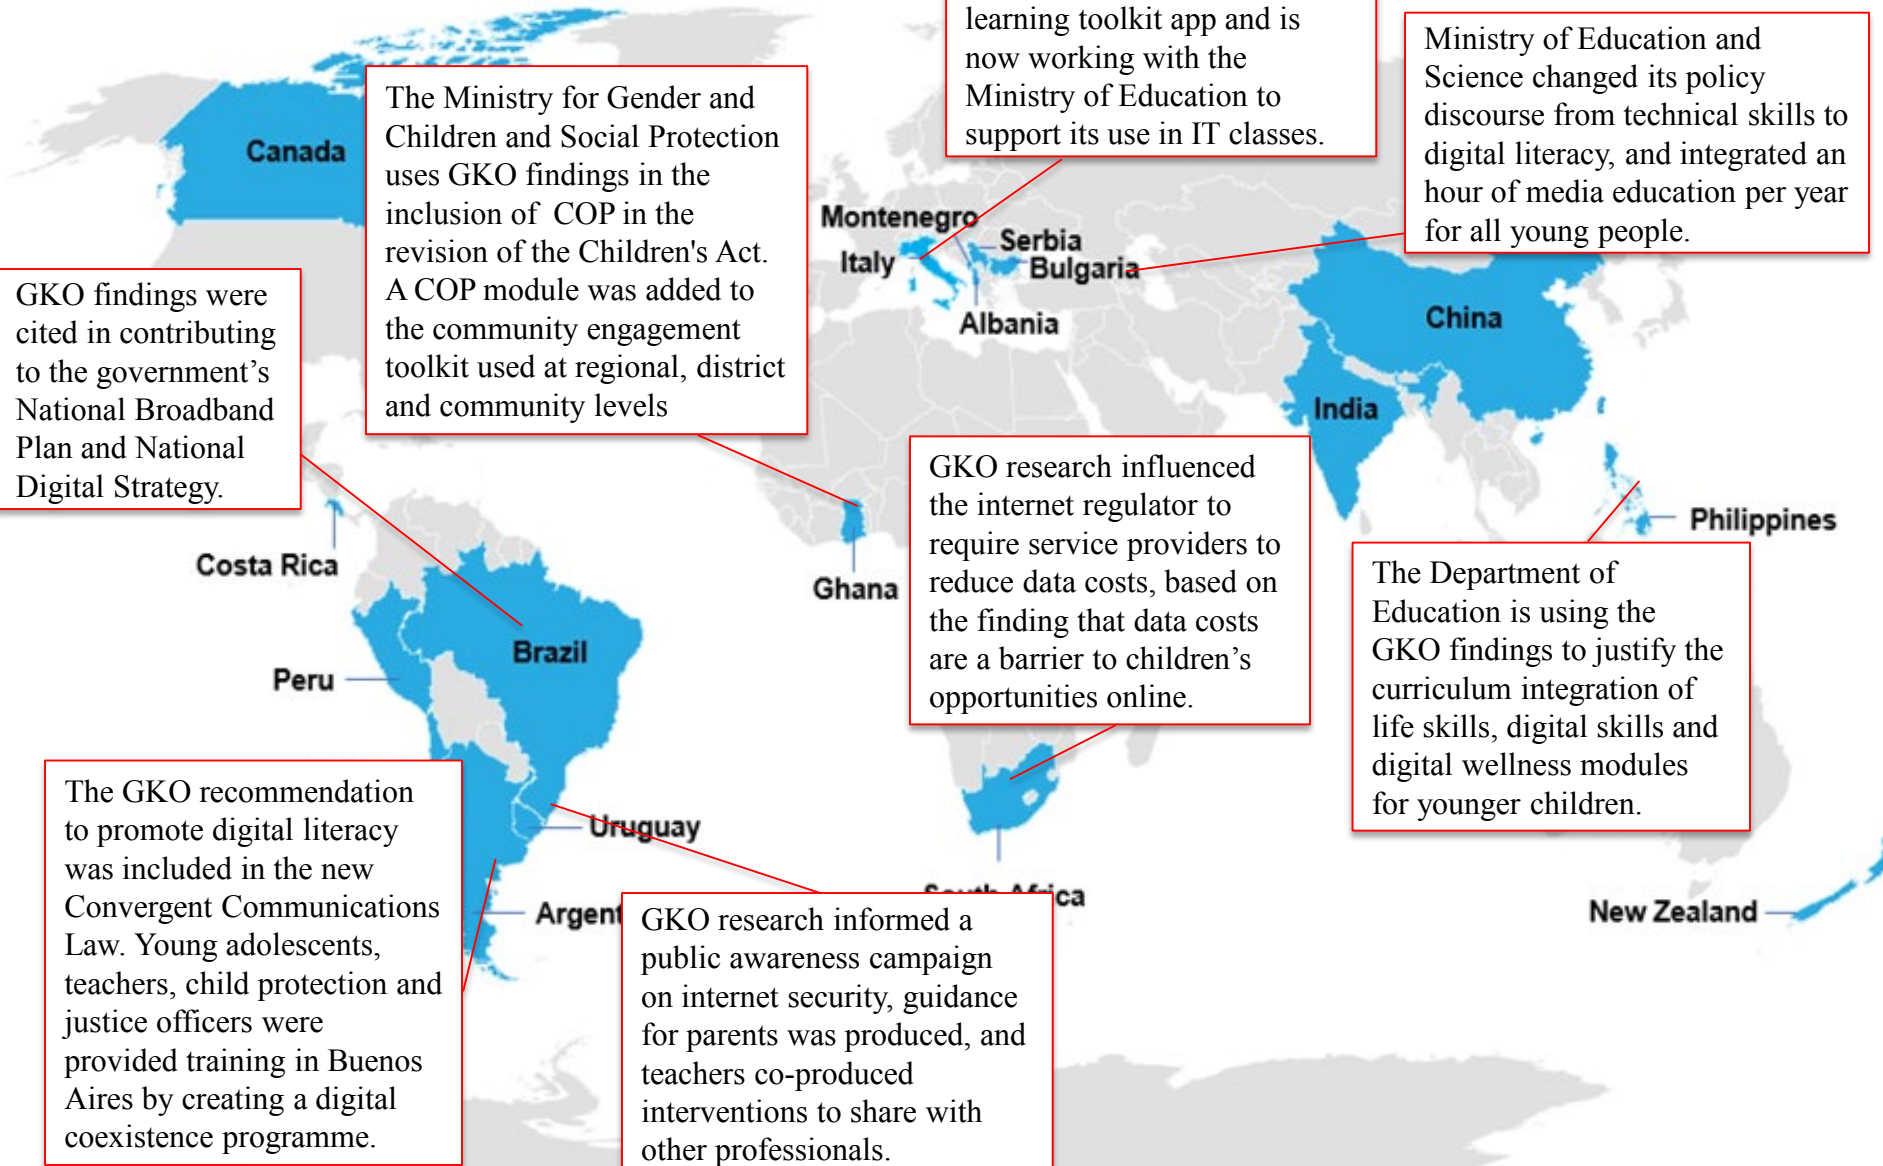 learning toolkit app and is
now working with the
Ministry of Education to
support its use in IT classes.
Ministry of Education and
Science changed its policy
discourse from technical skills to
digital literacy, and integrated an
hour of media education per year
for all young people.
The Ministry for Gender and
Children and Social Protection
uses GKO findings in the
inclusion of  COP in the
revision of the Children's Act.
A COP module was added to
the community engagement
toolkit used at regional, district
and community levels
Canada
Montenegro
Serbia
Italy
Bulgaria
Albania
China
India
GKO findings were
cited in contributing
to the government’s
National Broadband
Plan and National
Digital Strategy.
GKO research influenced
the internet regulator to
require service providers to
reduce data costs, based on
the finding that data costs
are a barrier to children’s
opportunities online.
Philippines
Costa Rica
Ghana
The Department of
Education is using the
GKO findings to justify the
curriculum integration of
life skills, digital skills and
digital wellness modules
for younger children.
Brazil
Peru
The GKO recommendation
to promote digital literacy
was included in the new
Convergent Communications
Law. Young adolescents,
teachers, child protection and
justice officers were
provided training in Buenos
Aires by creating a digital
coexistence programme.
Uruguay
South Africa
Argent
New Zealand
GKO research informed a
public awareness campaign
on internet security, guidance
for parents was produced, and
teachers co-produced
interventions to share with
other professionals.